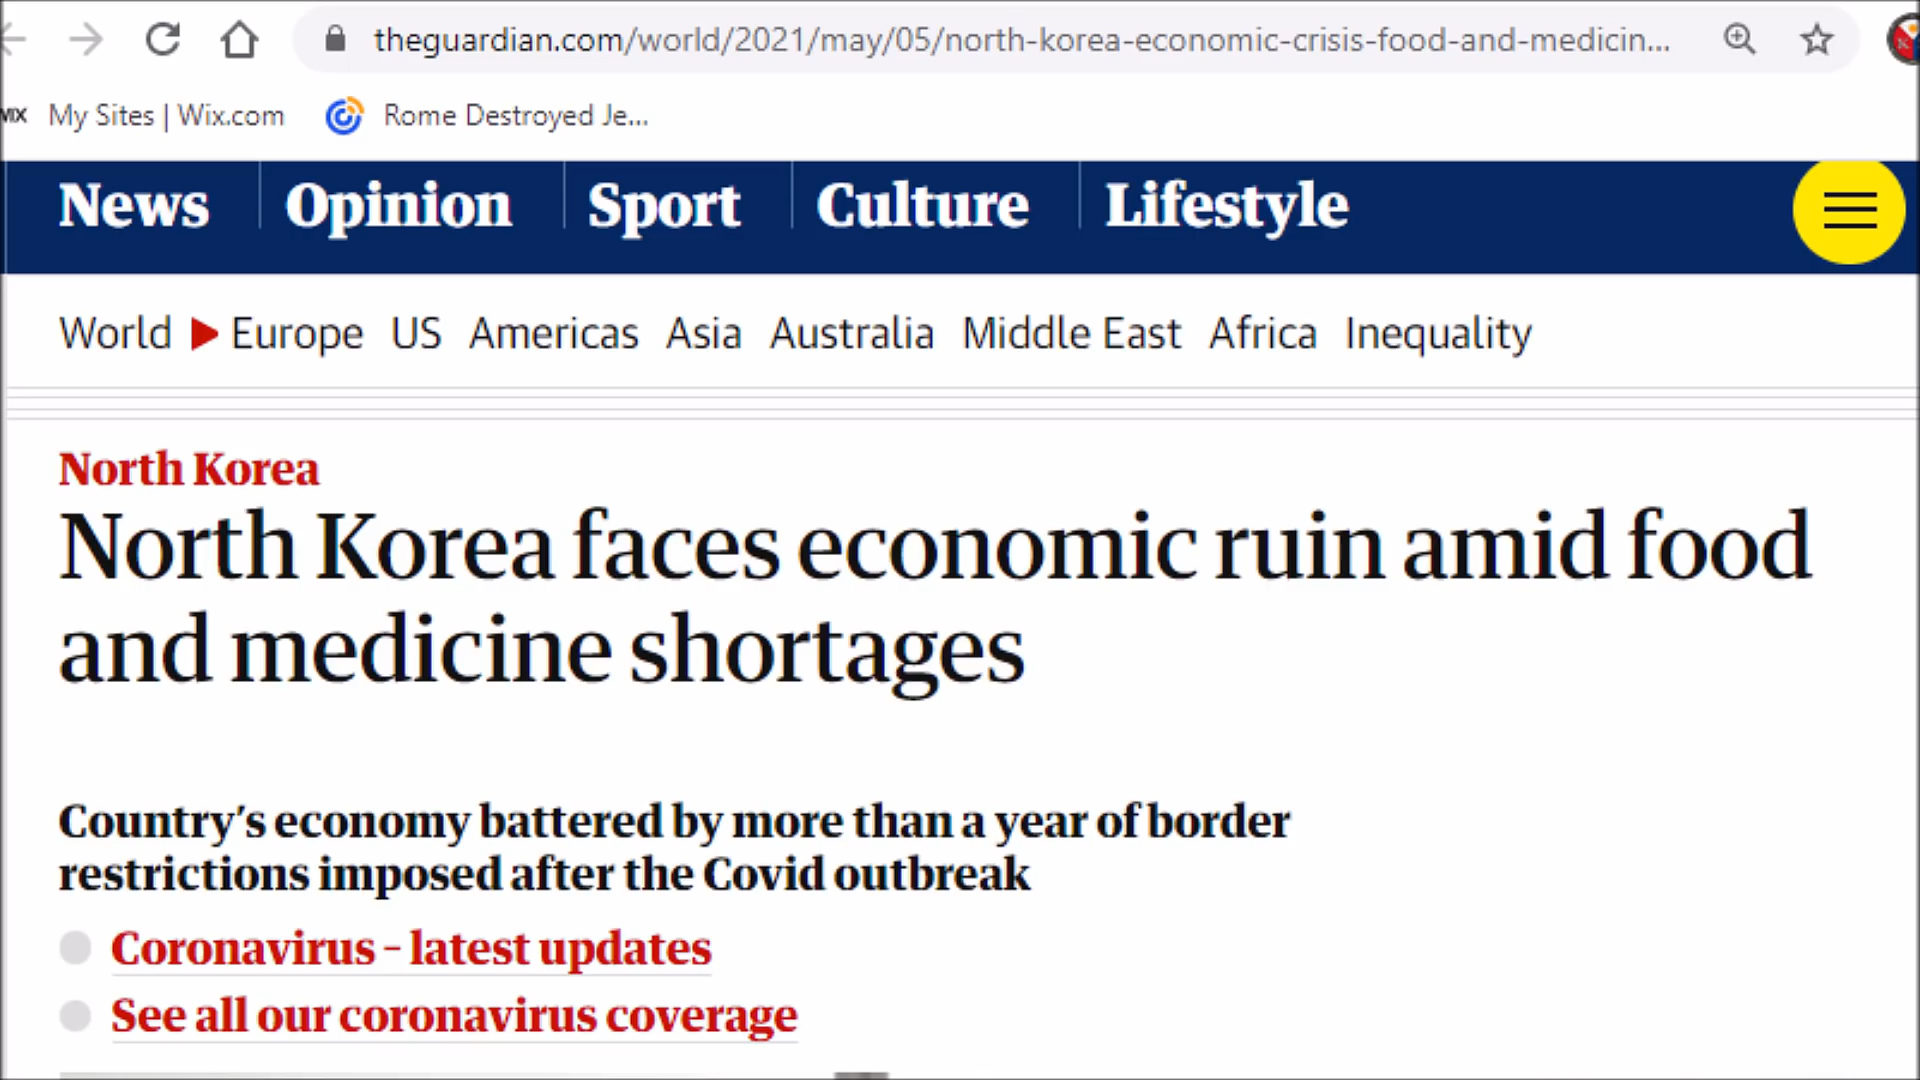 theguardian.com/world/2021/may/05/north-korea-economic-crisis-food-and-medicin...
WIX My Sites | Wix.com Rome Destroyed Je...
News Opinion Sport Culture Lifestyle
World Europe US Americas Asia Australia Middle East Africa Inequality
North Korea
North Korea faces economic ruin amid food
and medicine shortages
Country's economy battered by more than a year of border
restrictions imposed after the Covid outbreak
Coronavirus – latest updates
See all our coronavirus coverage